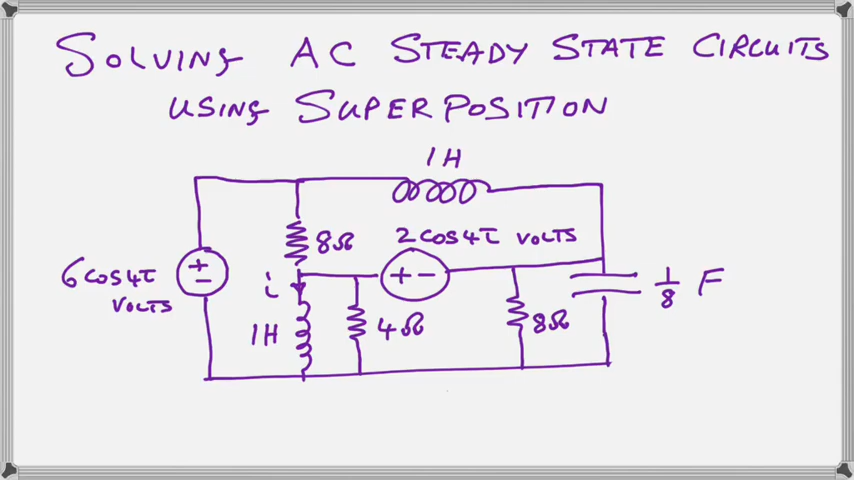 SOLVING AC STEADY STATE CIRCUITS
USING SUPERPOSITION
1H
8Ω
2cos4t VOLTS
+ -
6cos4t
VOLTS
+
-
i
1H
4Ω
8Ω
1/8 F